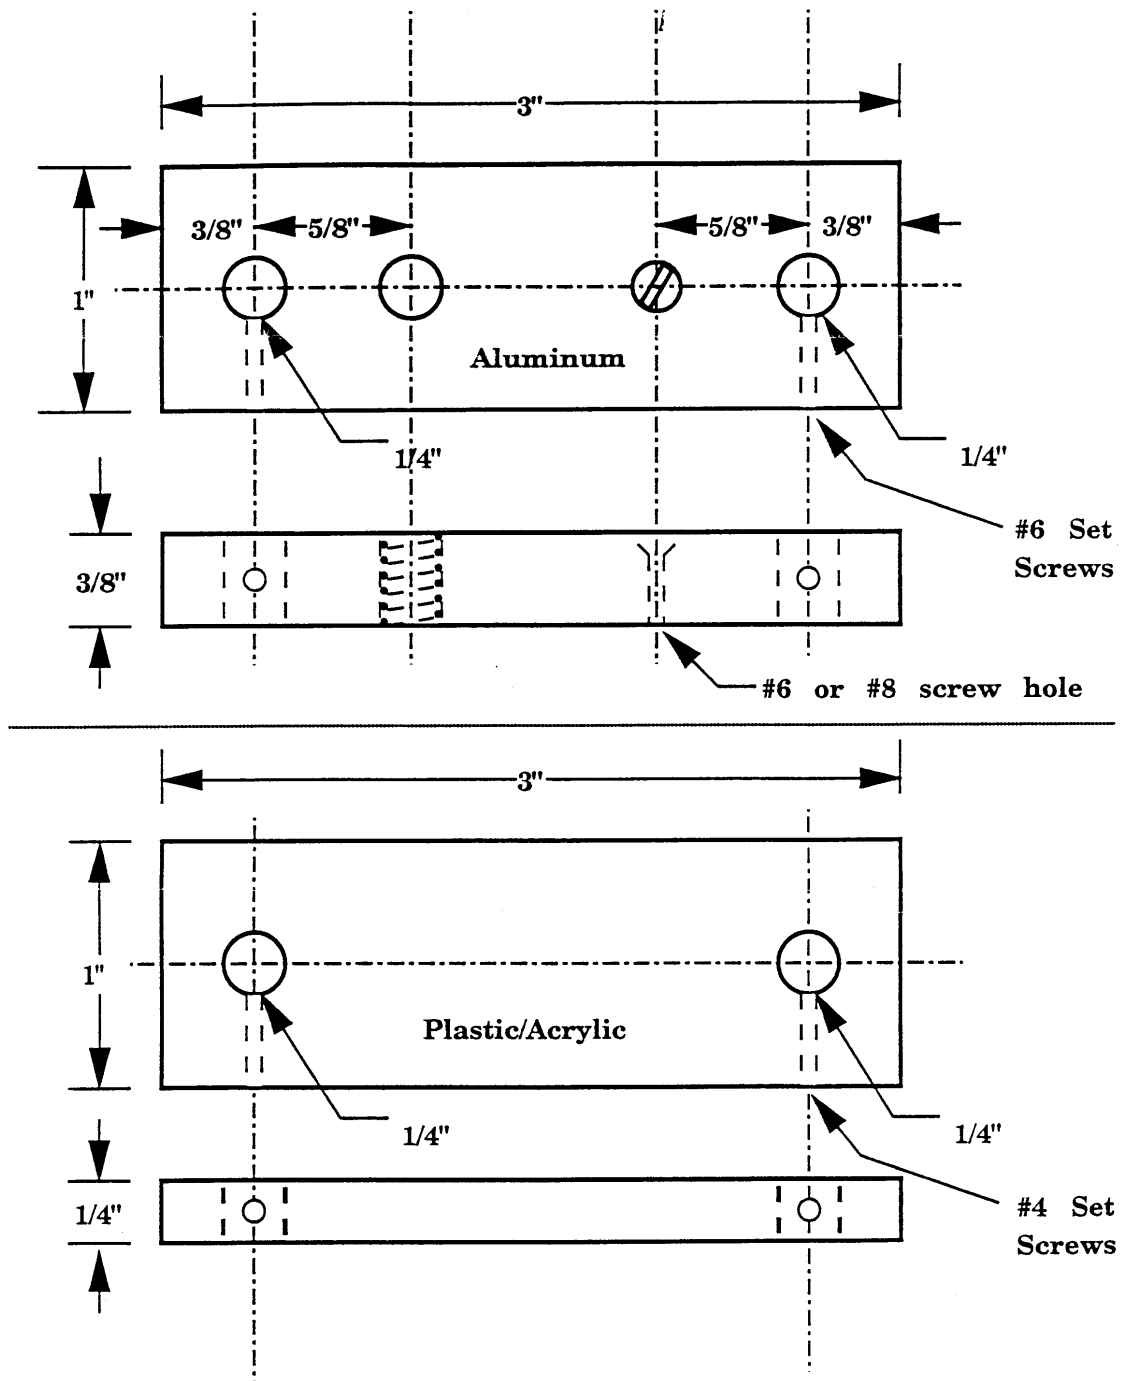 3"
3/8" 5/8" 5/8" 3/8"
1"
Aluminum
1/4" 1/4"
#6 Set
Screws
3/8"
#6 or #8 screw hole
3"
1"
Plastic/Acrylic
1/4" 1/4"
1/4"
#4 Set
Screws